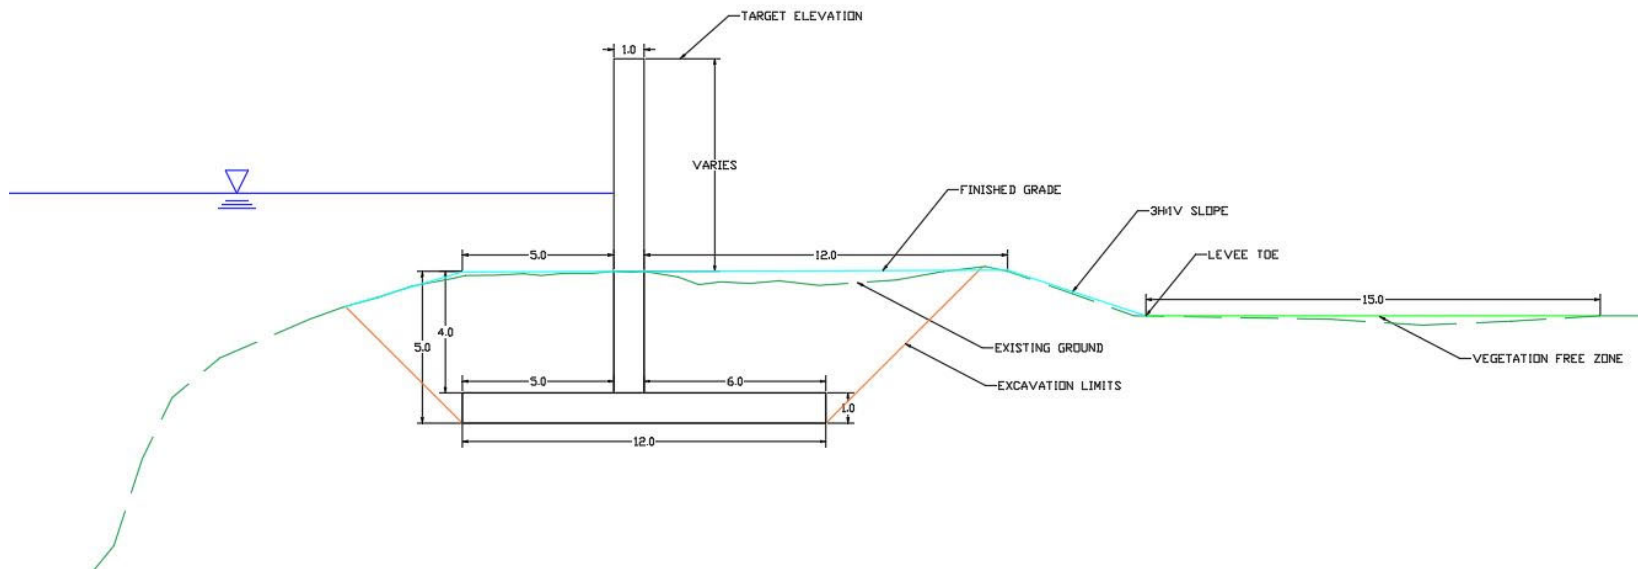 TARGET ELEVATION
1.0
VARIES
FINISHED GRADE
3H:1V SLOPE
5.0
12.0
LEVEE TOE
15.0
4.0
5.0
EXISTING GROUND
VEGETATION FREE ZONE
5.0
6.0
EXCAVATION LIMITS
1.0
12.0